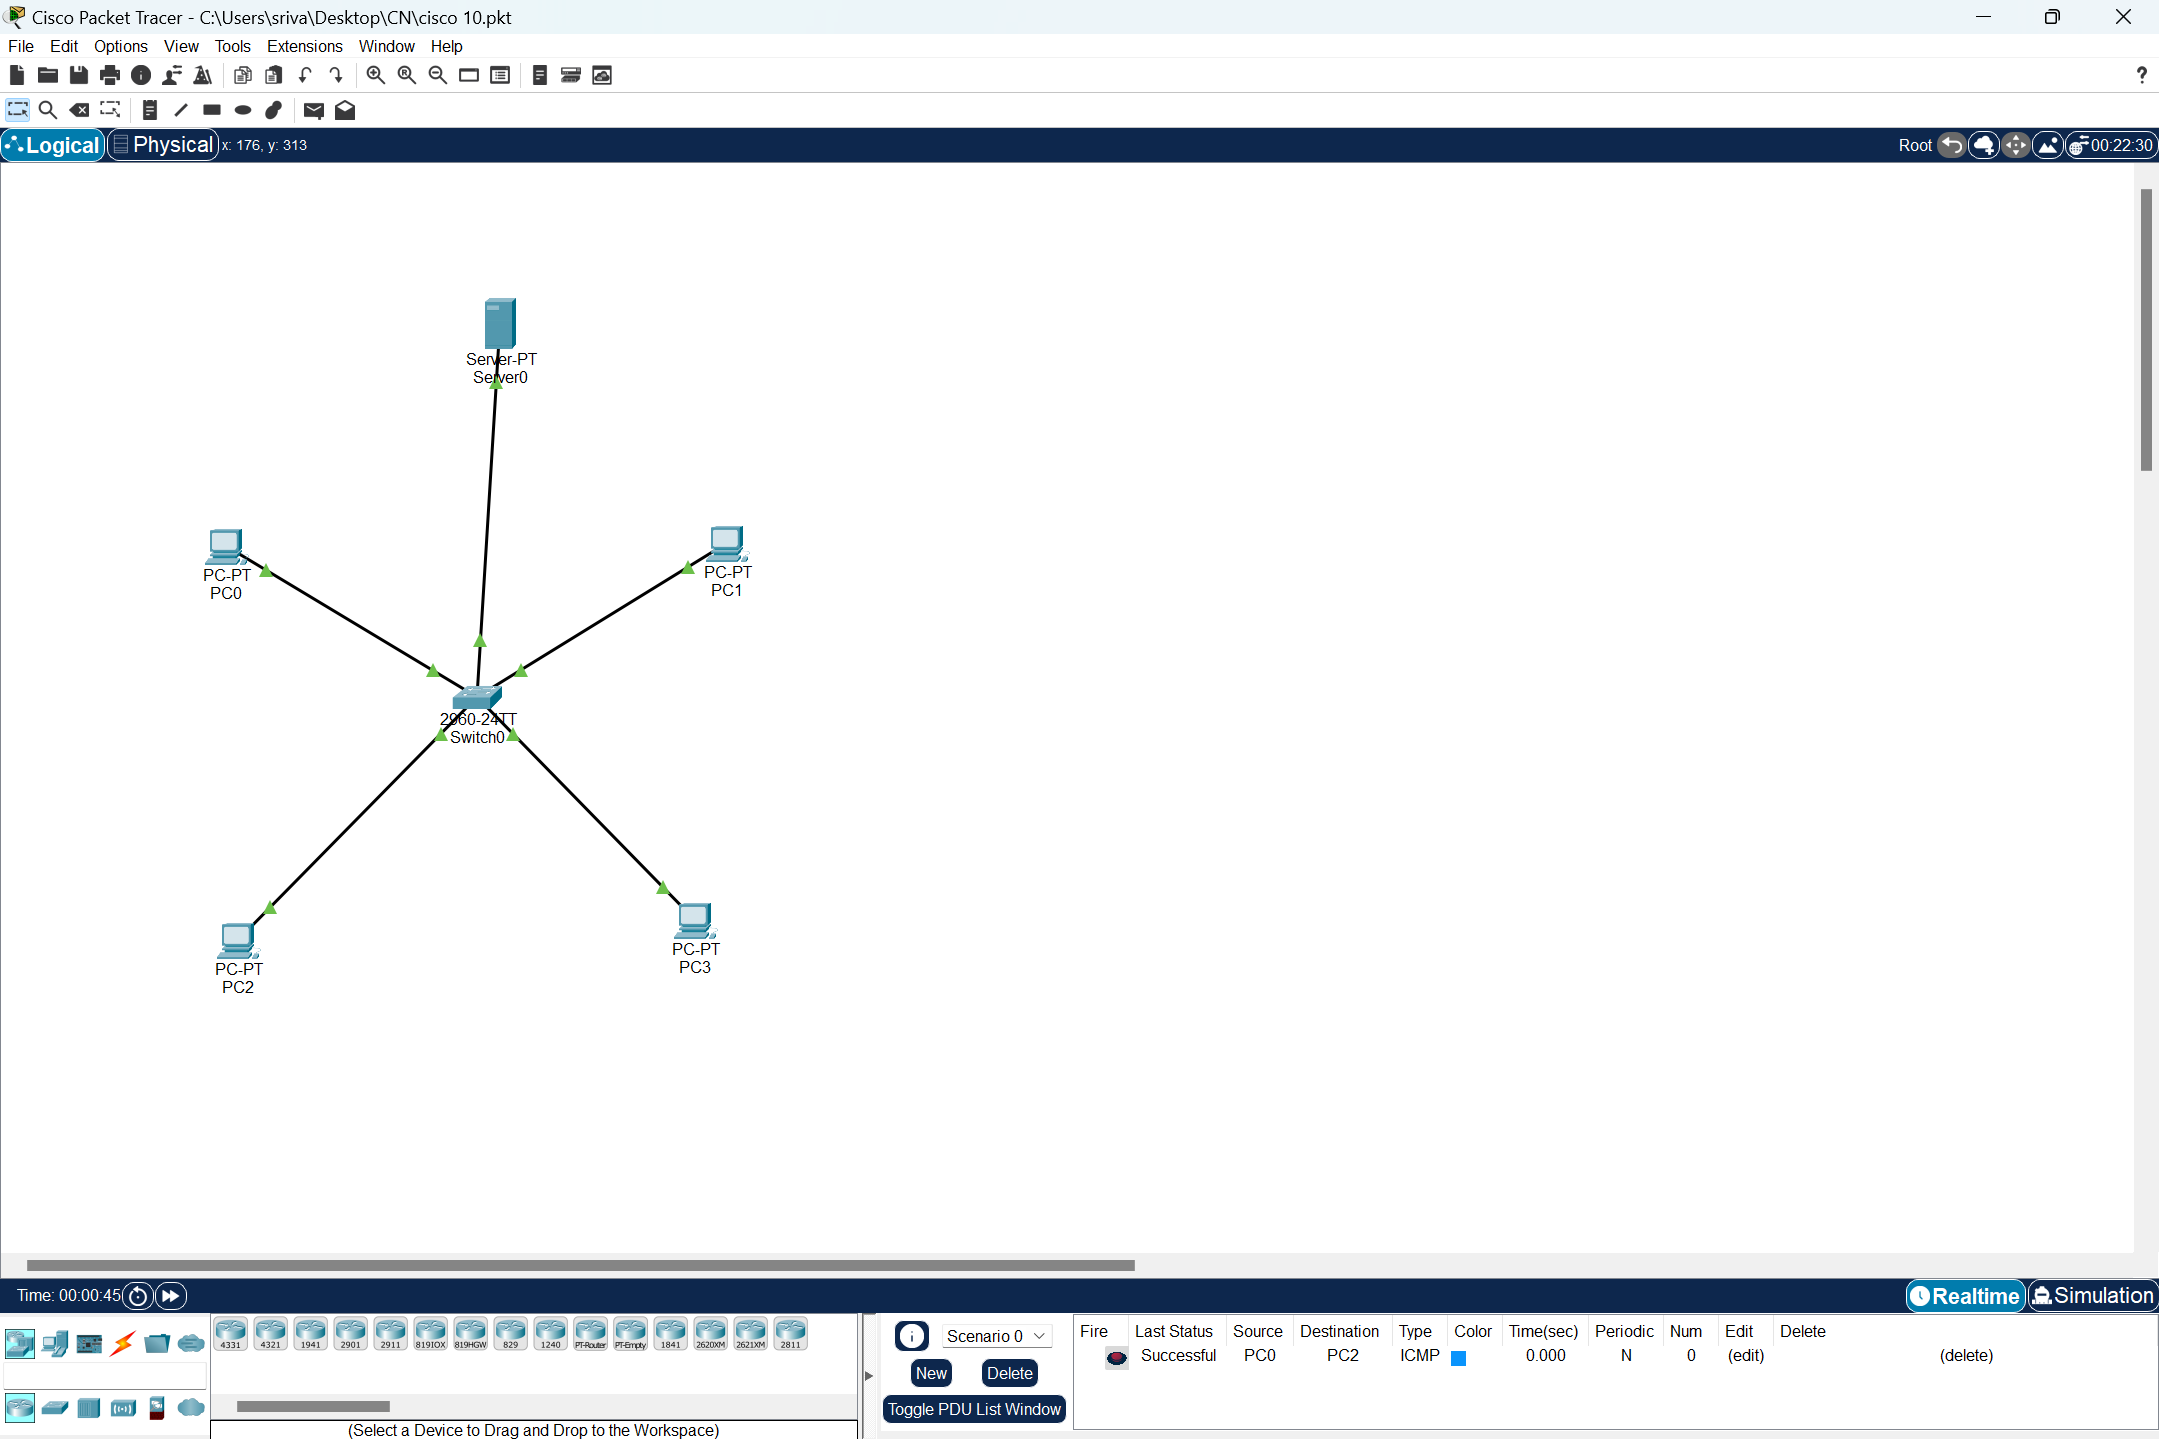 Cisco Packet Tracer - C:\Users\sriva\Desktop\CN\cisco 10.pkt
File Edit Options View Tools Extensions Window Help
?
Logical Physical x: 176, y: 313 Root 00:22:30
Server-PT
Server0
PC-PT
PC0
PC-PT
PC1
2960-24TT
Switch0
PC-PT
PC2
PC-PT
PC3
Time: 00:00:45 Realtime Simulation
4331 4321 1941 2901 2911 819IOX 819HGW 829 1240 PT-Router PT-Empty 1841 2620XM 2621XM 2811
(Select a Device to Drag and Drop to the Workspace)
Scenario 0
New Delete
Toggle PDU List Window
Fire Last Status Source Destination Type Color Time(sec) Periodic Num Edit Delete
Successful PC0 PC2 ICMP 0.000 N 0 (edit) (delete)